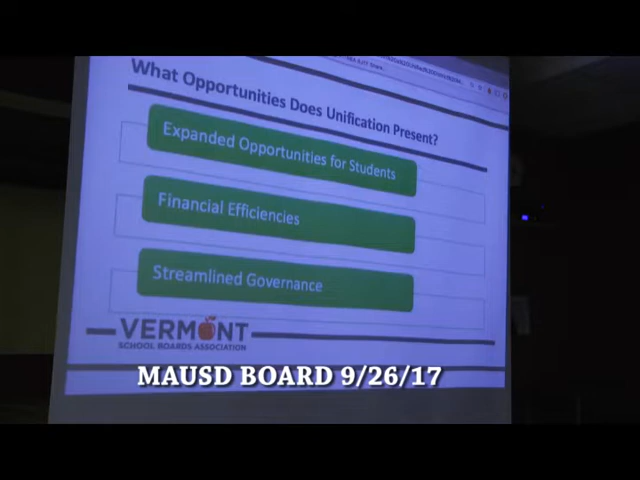 What Opportunities Does Unification Present?
Expanded Opportunities for Students
Financial Efficiencies
Streamlined Governance
VERMONT
SCHOOL BOARDS ASSOCIATION
MAUSD BOARD 9/26/17